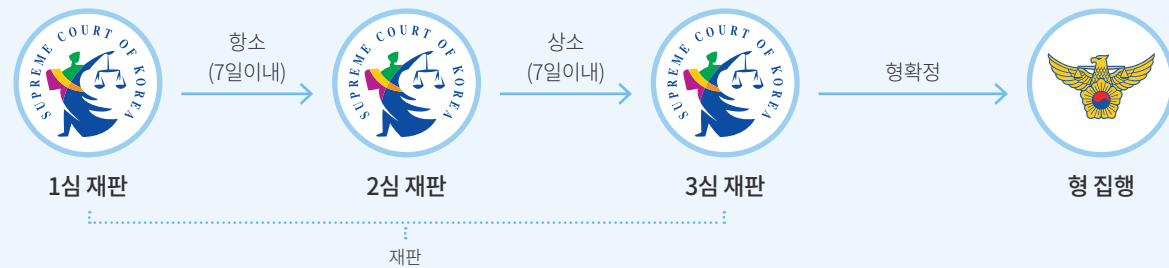 SUPREME COURT OF KOREA
항소
(7일이내)
SUPREME COURT OF KOREA
상소
(7일이내)
SUPREME COURT OF KOREA
형확정
1심 재판
2심 재판
3심 재판
형 집행
재판